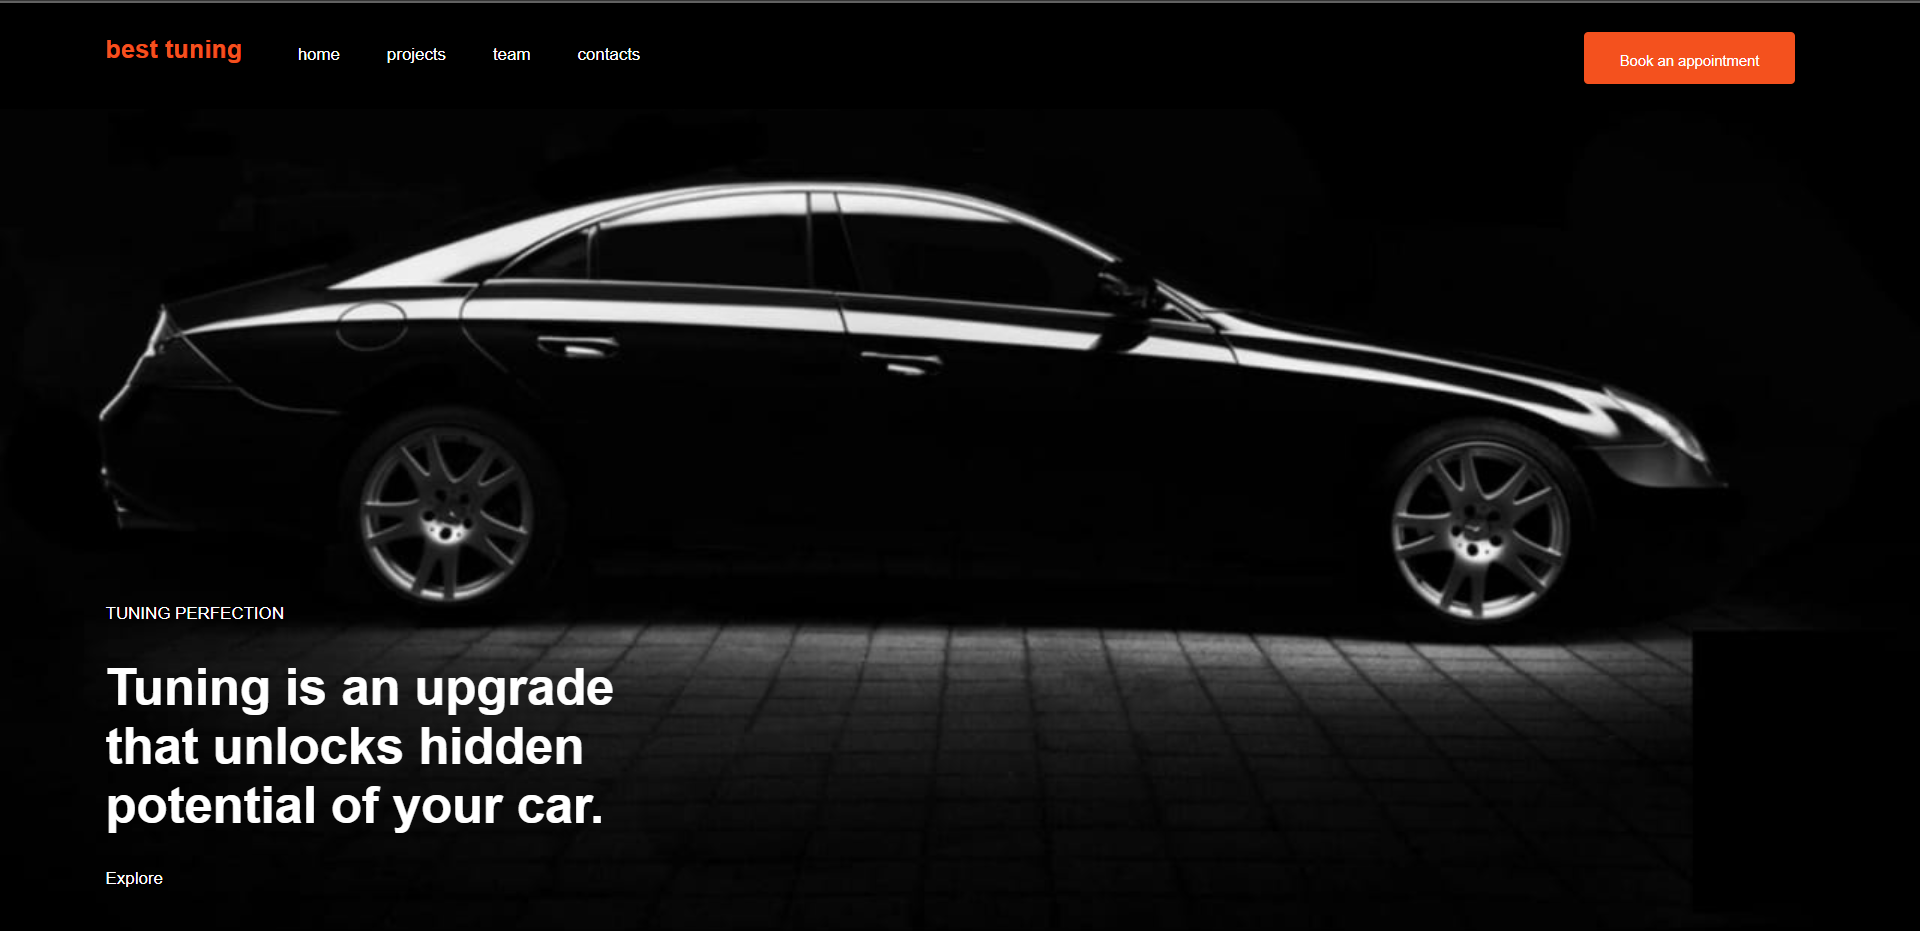 best tuning
home
projects
team
contacts
Book an appointment
TUNING PERFECTION
Tuning is an upgrade
that unlocks hidden
potential of your car.
Explore